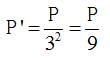 P' = P/3² = P/9